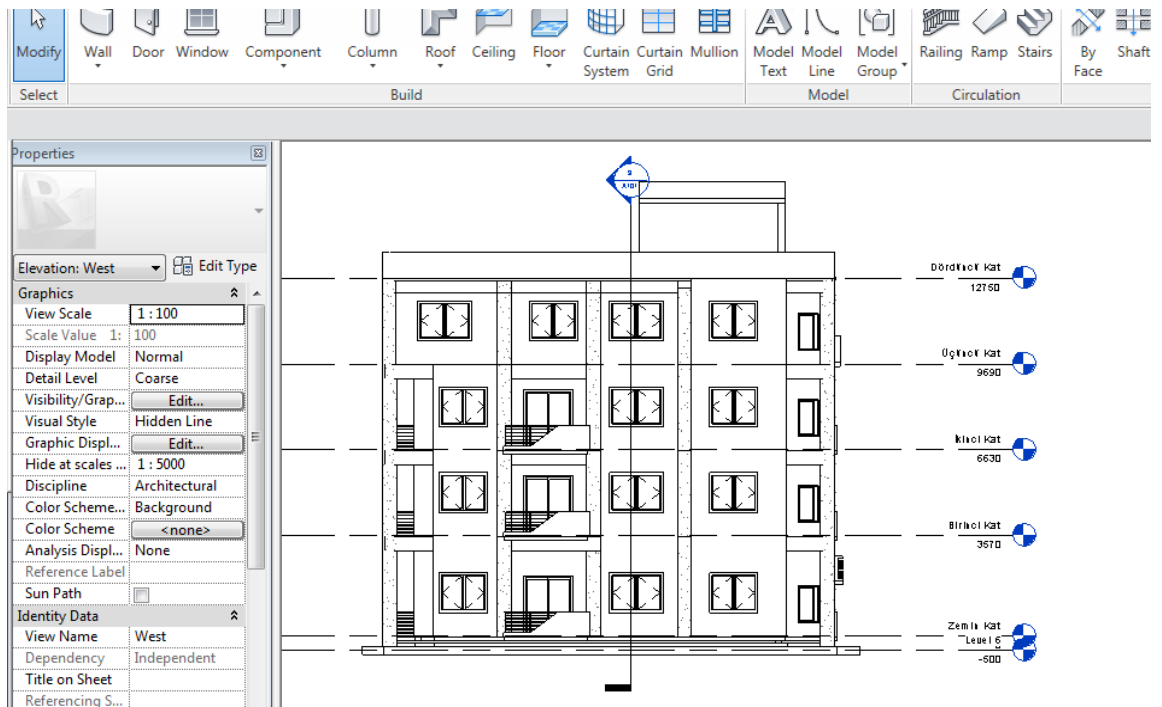 Modify Wall Door Window Component Column Roof Ceiling Floor Curtain System Curtain Grid Mullion Model Text Model Line Model Group Railing Ramp Stairs By Face Shaft
Select Build Model Circulation
Properties
Elevation: West Edit Type
Graphics
View Scale 1 : 100
Scale Value 1: 100
Display Model Normal
Detail Level Coarse
Visibility/Grap... Edit...
Visual Style Hidden Line
Graphic Displ... Edit...
Hide at scales ... 1 : 5000
Discipline Architectural
Color Scheme... Background
Color Scheme <none>
Analysis Displ... None
Reference Label
Sun Path
Identity Data
View Name West
Dependency Independent
Title on Sheet
Referencing S...
Dördüncü Kat
12750
Üçüncü Kat
9690
İkinci Kat
6630
Birinci Kat
3570
Zemin Kat
Level 6
-500